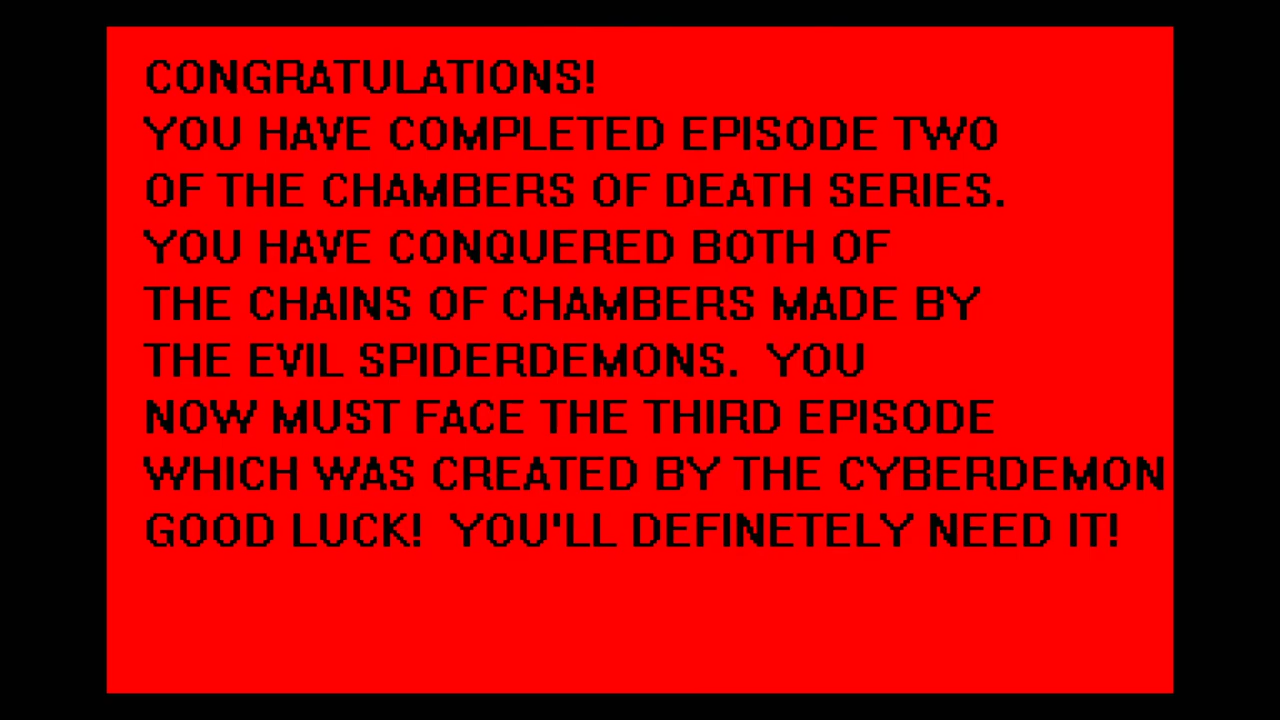 CONGRATULATIONS!
YOU HAVE COMPLETED EPISODE TWO
OF THE CHAMBERS OF DEATH SERIES.
YOU HAVE CONQUERED BOTH OF
THE CHAINS OF CHAMBERS MADE BY
THE EVIL SPIDERDEMONS.  YOU
NOW MUST FACE THE THIRD EPISODE
WHICH WAS CREATED BY THE CYBERDEMON
GOOD LUCK!  YOU'LL DEFINETELY NEED IT!